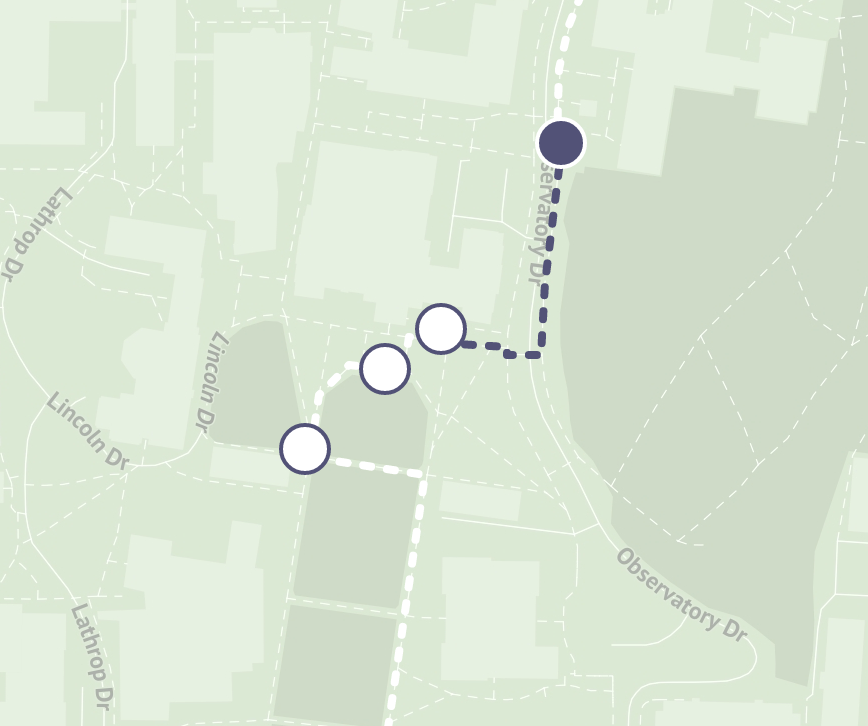 servatory Dr
Lathrop Dr
Lincoln Dr
Lincoln Dr
Observatory Dr
Lathrop Dr